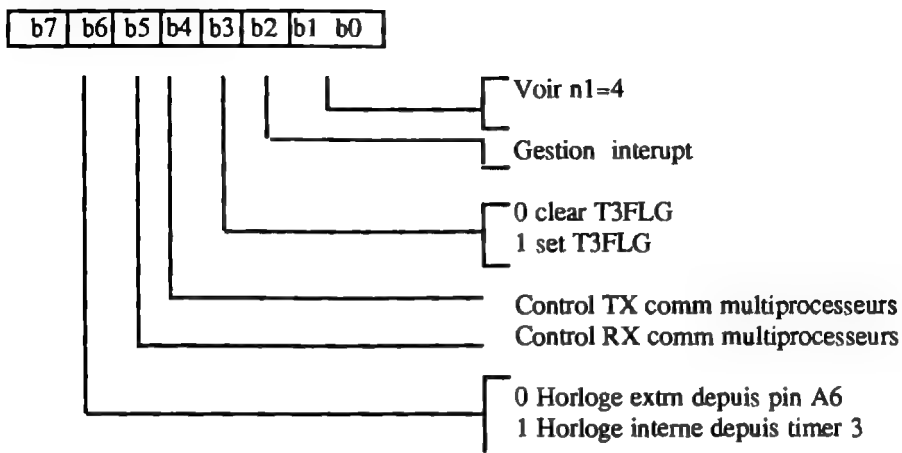 b7 b6 b5 b4 b3 b2 b1 b0
Voir n1=4
Gestion interupt
0 clear T3FLG
1 set T3FLG
Control TX comm multiprocesseurs
Control RX comm multiprocesseurs
0 Horloge extrn depuis pin A6
1 Horloge interne depuis timer 3